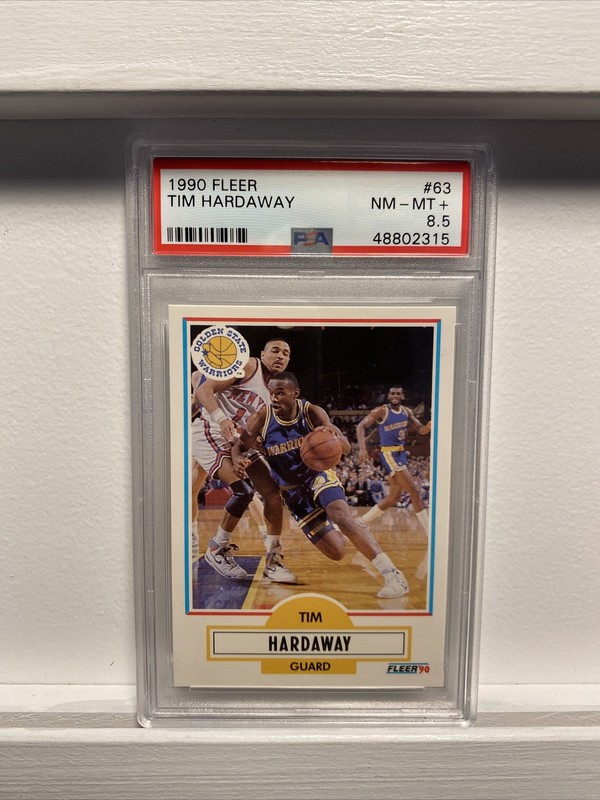 1990 FLEER
#63
TIM HARDAWAY
NM - MT +
8.5
PSA
48802315
GOLDEN STATE
WARRIORS
WARRIORS
TIM
HARDAWAY
GUARD
FLEER '90